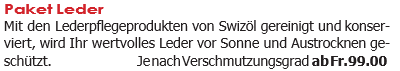 Paket Leder
Mit den Lederpflegeprodukten von Swizöl gereinigt und konser-
viert, wird Ihr wertvolles Leder vor Sonne und Austrocknen ge-
schützt. Je nach Verschmutzungsgrad ab Fr. 99.00